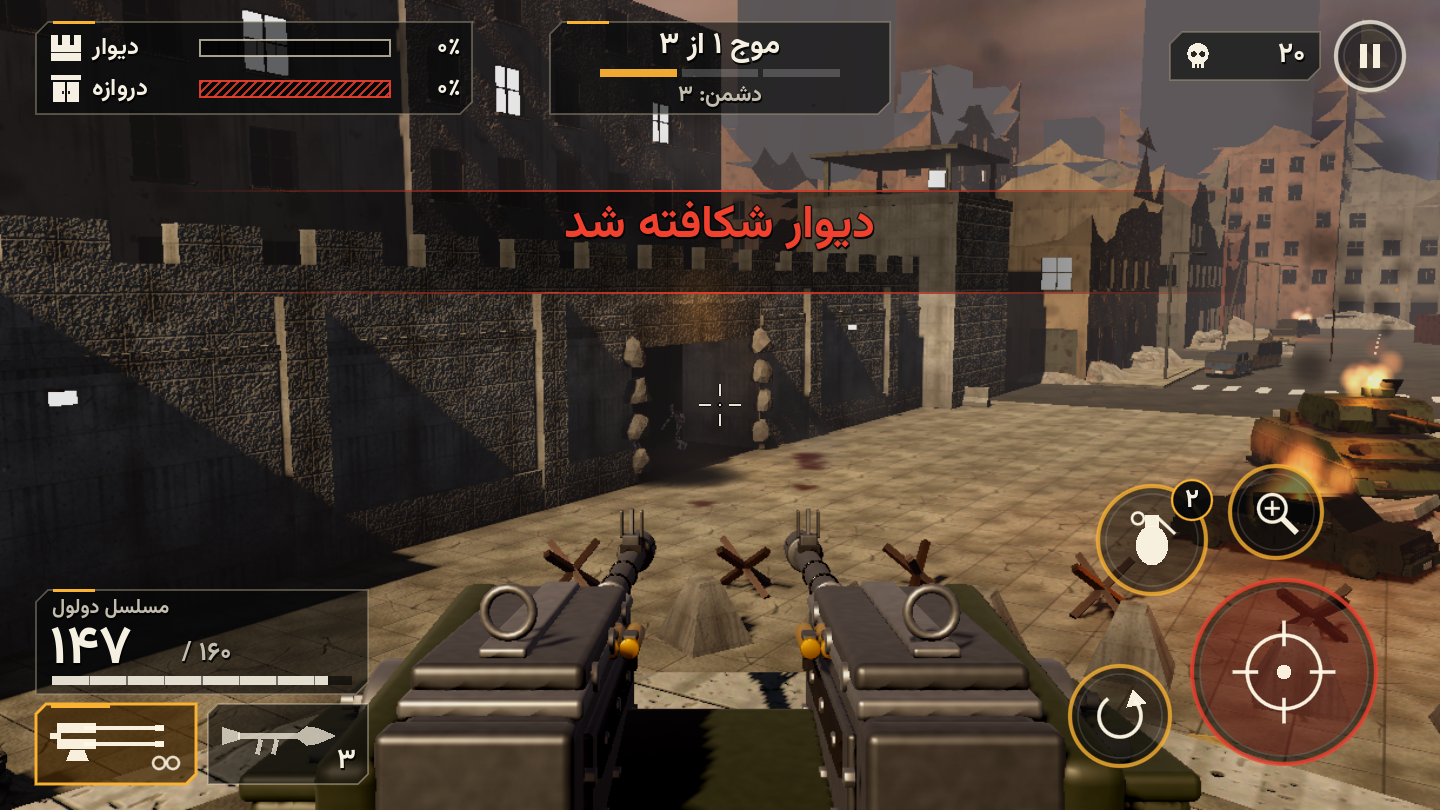 دیوار ۰٪
دروازه ۰٪
موج ۱ از ۳
دشمن: ۳
۲۰
دیوار شکافته شد
۲
مسلسل دولول
۱۴۷ / ۱۶۰
∞
۳